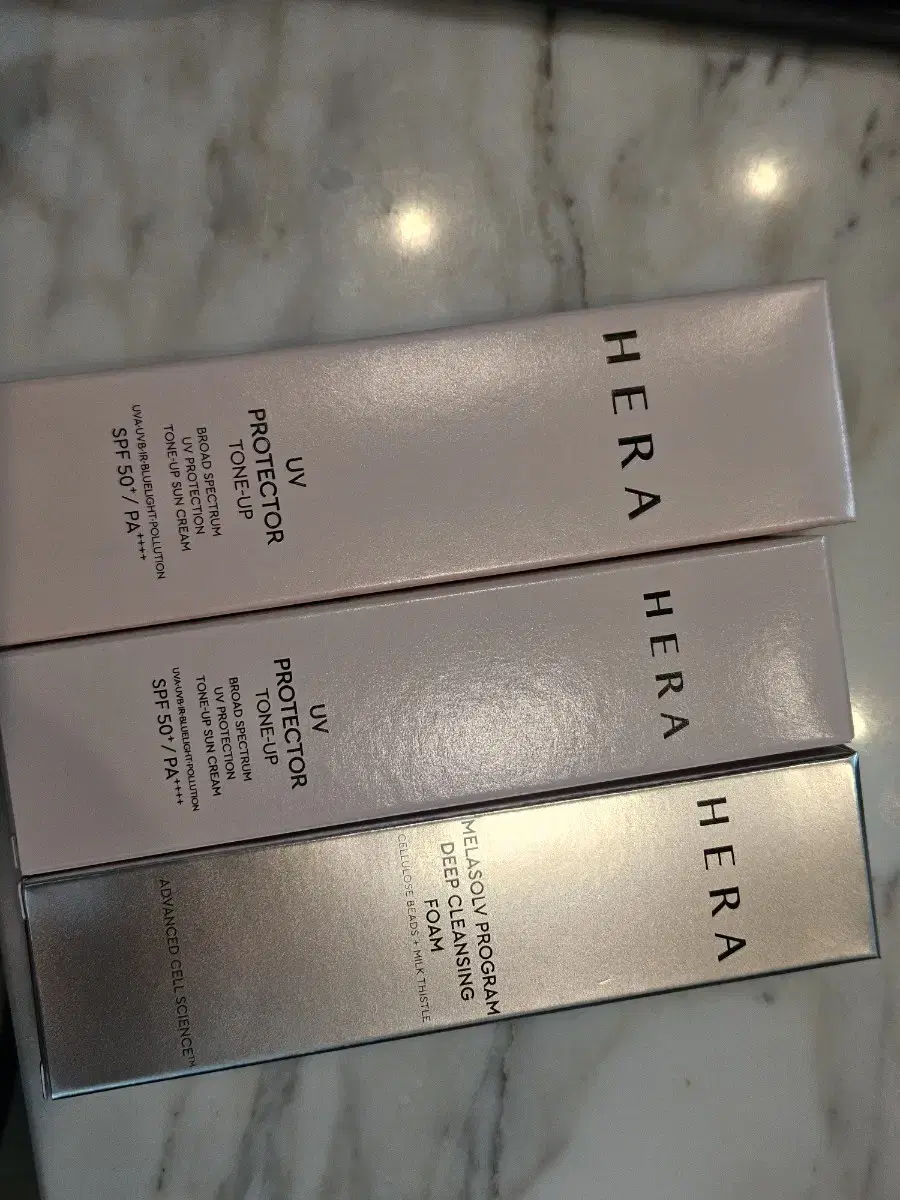 HERA
UV
PROTECTOR
TONE-UP
BROAD SPECTRUM
UV PROTECTION
TONE-UP SUN CREAM
UVA·UVB·IR·BLUELIGHT·POLLUTION
SPF 50+ / PA++++
HERA
UV
PROTECTOR
TONE-UP
BROAD SPECTRUM
UV PROTECTION
TONE-UP SUN CREAM
UVA·UVB·IR·BLUELIGHT·POLLUTION
SPF 50+ / PA++++
HERA
MELASOLV PROGRAM
DEEP CLEANSING
FOAM
CELLULOSE BEADS + MILK THISTLE
ADVANCED CELL SCIENCE™